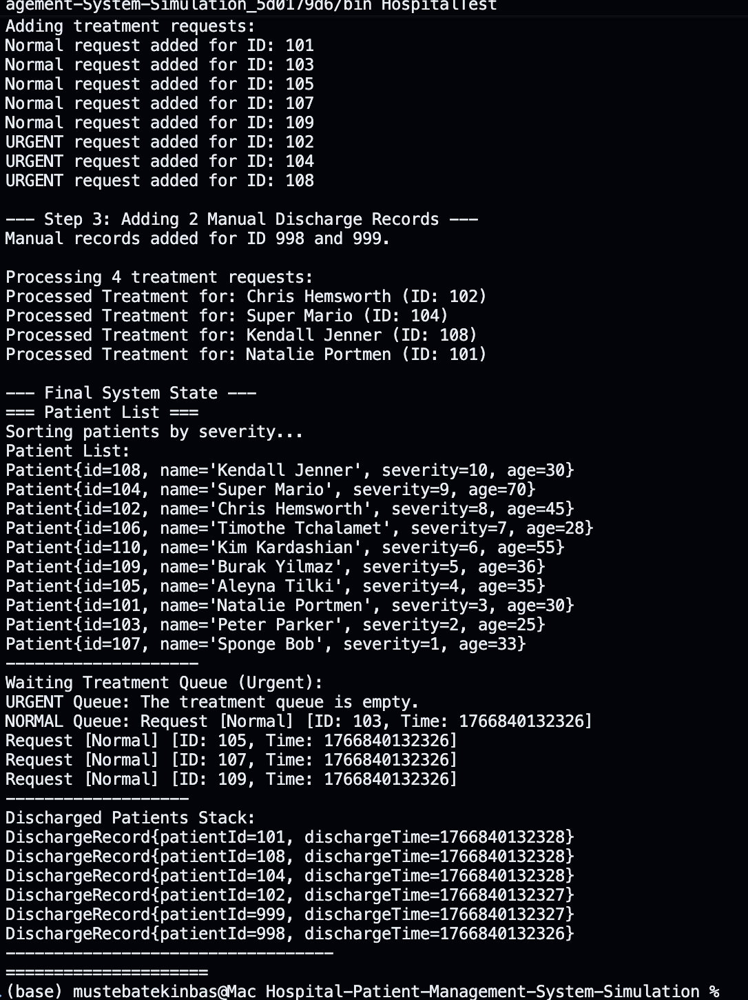 agement-System-Simulation_5d0179d6/bin HospitalTest
Adding treatment requests:
Normal request added for ID: 101
Normal request added for ID: 103
Normal request added for ID: 105
Normal request added for ID: 107
Normal request added for ID: 109
URGENT request added for ID: 102
URGENT request added for ID: 104
URGENT request added for ID: 108

--- Step 3: Adding 2 Manual Discharge Records ---
Manual records added for ID 998 and 999.

Processing 4 treatment requests:
Processed Treatment for: Chris Hemsworth (ID: 102)
Processed Treatment for: Super Mario (ID: 104)
Processed Treatment for: Kendall Jenner (ID: 108)
Processed Treatment for: Natalie Portmen (ID: 101)

--- Final System State ---
=== Patient List ===
Sorting patients by severity...
Patient List:
Patient{id=108, name='Kendall Jenner', severity=10, age=30}
Patient{id=104, name='Super Mario', severity=9, age=70}
Patient{id=102, name='Chris Hemsworth', severity=8, age=45}
Patient{id=106, name='Timothe Tchalamet', severity=7, age=28}
Patient{id=110, name='Kim Kardashian', severity=6, age=55}
Patient{id=109, name='Burak Yilmaz', severity=5, age=36}
Patient{id=105, name='Aleyna Tilki', severity=4, age=35}
Patient{id=101, name='Natalie Portmen', severity=3, age=30}
Patient{id=103, name='Peter Parker', severity=2, age=25}
Patient{id=107, name='Sponge Bob', severity=1, age=33}
--------------------
Waiting Treatment Queue (Urgent):
URGENT Queue: The treatment queue is empty.
NORMAL Queue: Request [Normal] [ID: 103, Time: 1766840132326]
Request [Normal] [ID: 105, Time: 1766840132326]
Request [Normal] [ID: 107, Time: 1766840132326]
Request [Normal] [ID: 109, Time: 1766840132326]
-------------------
Discharged Patients Stack:
DischargeRecord{patientId=101, dischargeTime=1766840132328}
DischargeRecord{patientId=108, dischargeTime=1766840132328}
DischargeRecord{patientId=104, dischargeTime=1766840132328}
DischargeRecord{patientId=102, dischargeTime=1766840132327}
DischargeRecord{patientId=999, dischargeTime=1766840132327}
DischargeRecord{patientId=998, dischargeTime=1766840132326}
----------------------------------
=====================
(base) mustebatekinbas@Mac Hospital-Patient-Management-System-Simulation %